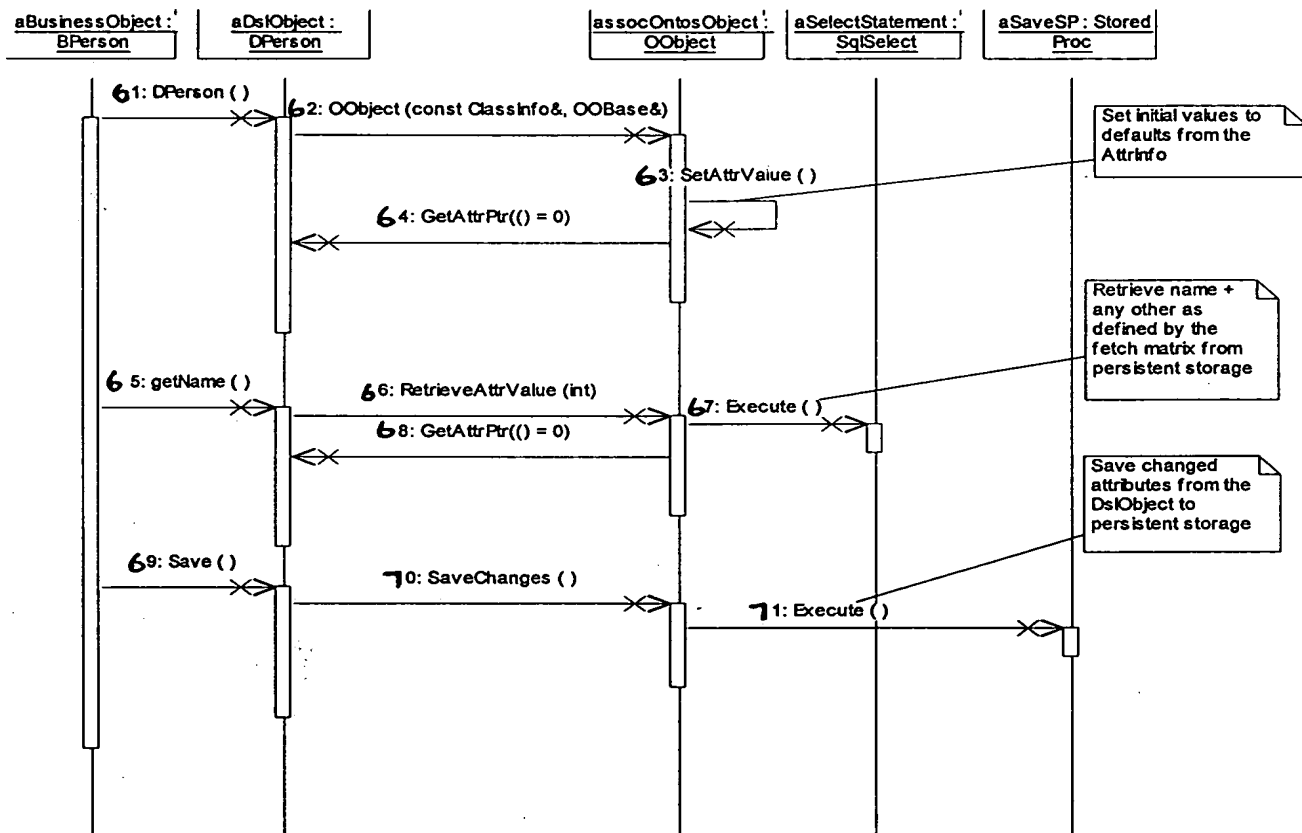 aBusinessObject :
BPerson
aDslObject :
DPerson
assocOntosObject :
OObject
aSelectStatement :
SqlSelect
aSaveSP : Stored
Proc
61: DPerson ( )
62: OObject (const ClassInfo&, OOBase&)
Set initial values to
defaults from the
AttrInfo
63: SetAttrValue ( )
64: GetAttrPtr(() = 0)
Retrieve name +
any other as
defined by the
fetch matrix from
persistent storage
65: getName ( )
66: RetrieveAttrValue (int)
67: Execute ( )
68: GetAttrPtr(() = 0)
Save changed
attributes from the
DslObject to
persistent storage
69: Save ( )
70: SaveChanges ( )
71: Execute ( )